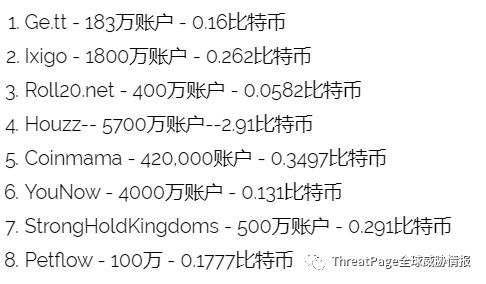 1. Ge.tt - 183万账户 - 0.16比特币
2. Ixigo - 1800万账户 - 0.262比特币
3. Roll20.net - 400万账户 - 0.0582比特币
4. Houzz-- 5700万账户--2.91比特币
5. Coinmama - 420,000账户 - 0.3497比特币
6. YouNow - 4000万账户 - 0.131比特币
7. StrongHoldKingdoms - 500万账户 - 0.291比特币
8. Petflow - 100万 - 0.1777比特币 ThreatPage全球威胁情报